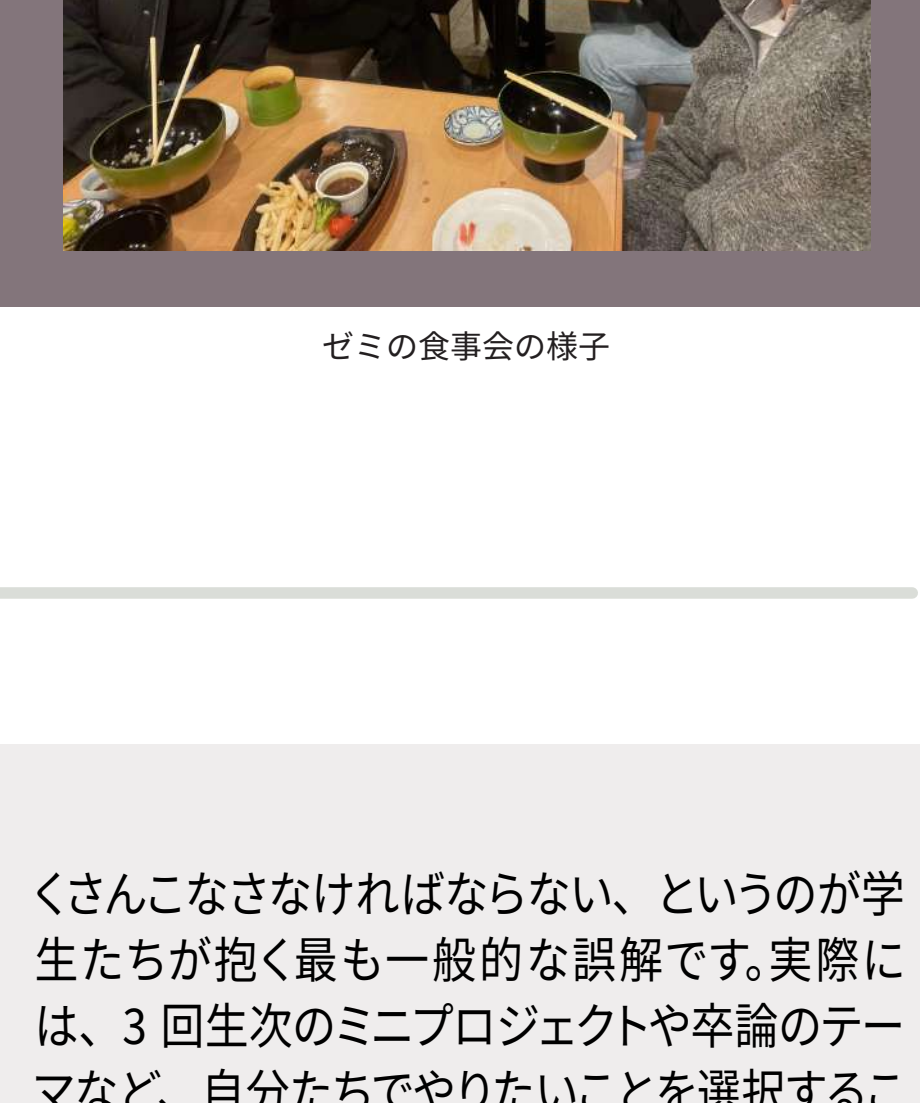 ゼミの食事会の様子
くさんこなさなければならない、というのが学
生たちが抱く最も一般的な誤解です。実際に
は、3 回生次のミニプロジェクトや卒論のテー
マなど、自分たちでやりたいことを選択するこ